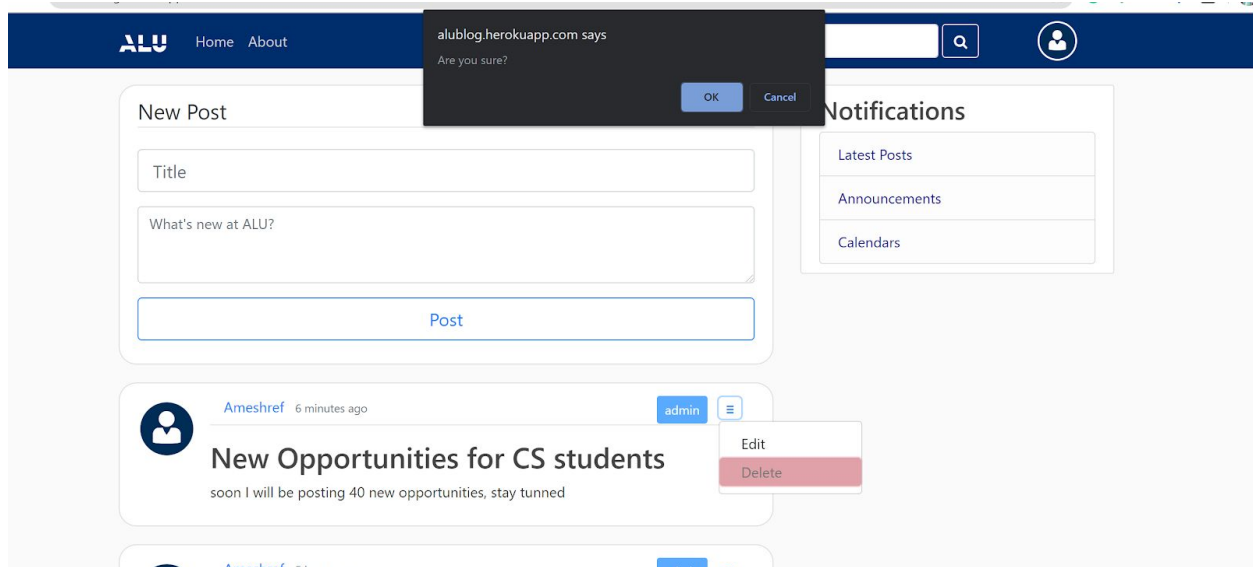 alublog.herokuapp.com says
Are you sure?
OK Cancel
ALU Home About
New Post
Title
What's new at ALU?
Post
Notifications
Latest Posts
Announcements
Calendars
Ameshref 6 minutes ago admin
Edit
Delete
New Opportunities for CS students
soon I will be posting 40 new opportunities, stay tunned